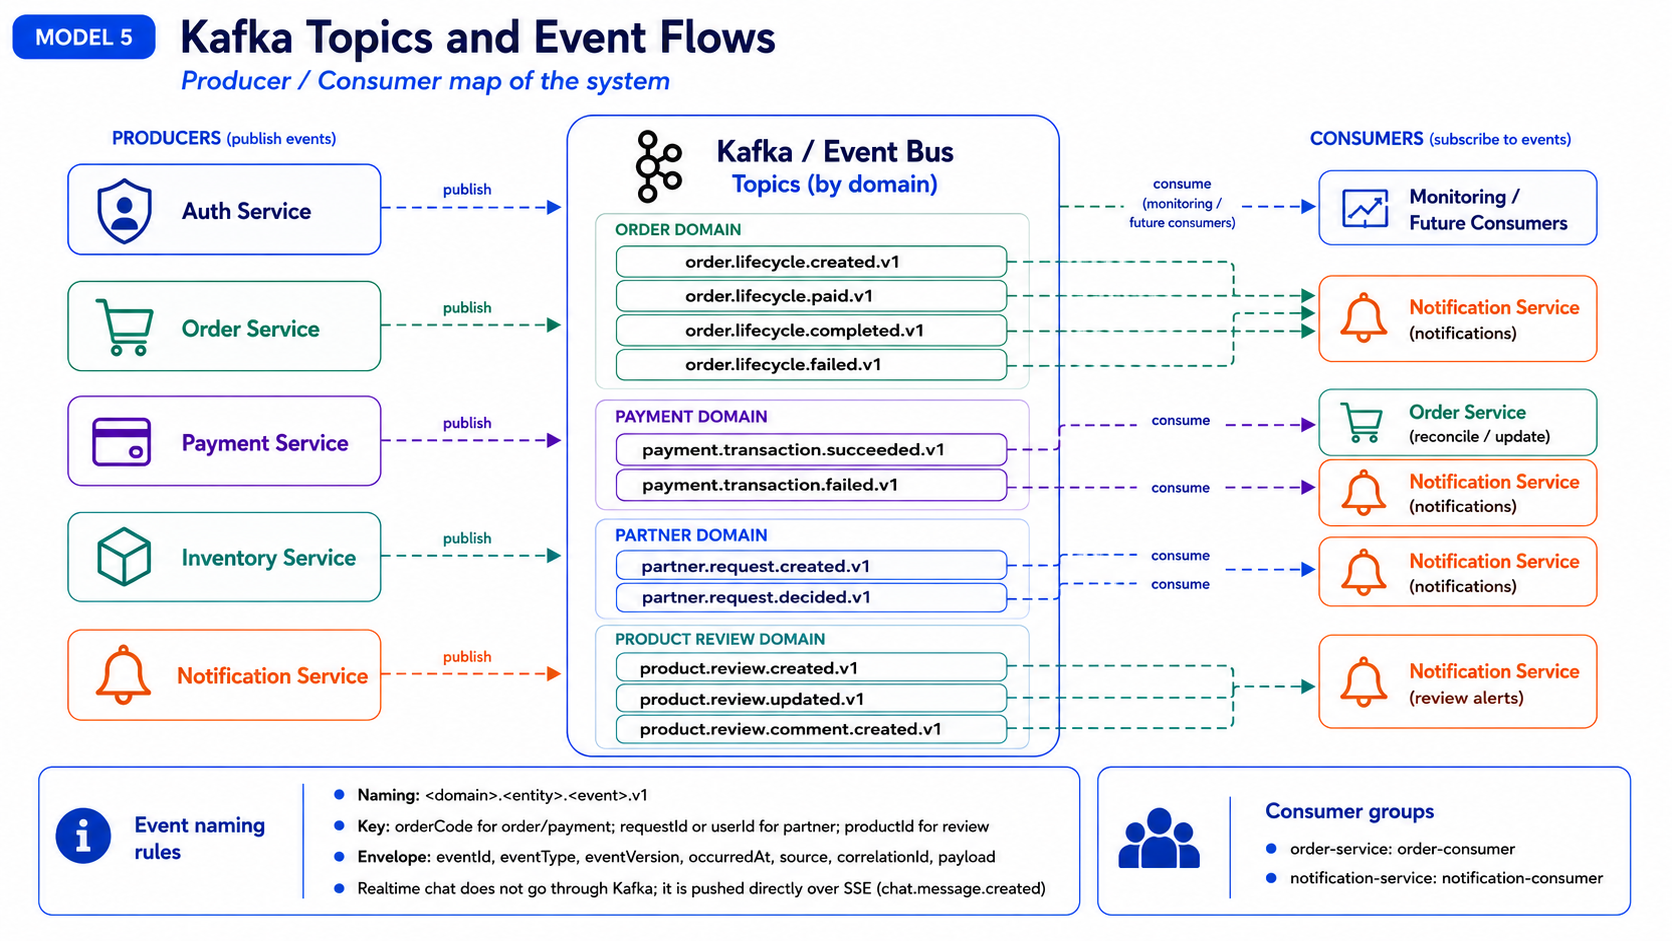 MODEL 5
Kafka Topics and Event Flows
Producer / Consumer map of the system
PRODUCERS (publish events)
Auth Service
publish
Order Service
publish
Payment Service
publish
Inventory Service
publish
Notification Service
publish
Kafka / Event Bus
Topics (by domain)
ORDER DOMAIN
order.lifecycle.created.v1
order.lifecycle.paid.v1
order.lifecycle.completed.v1
order.lifecycle.failed.v1
PAYMENT DOMAIN
payment.transaction.succeeded.v1
payment.transaction.failed.v1
PARTNER DOMAIN
partner.request.created.v1
partner.request.decided.v1
PRODUCT REVIEW DOMAIN
product.review.created.v1
product.review.updated.v1
product.review.comment.created.v1
consume
(monitoring /
future consumers)
consume
consume
consume
consume
CONSUMERS (subscribe to events)
Monitoring /
Future Consumers
Notification Service
(notifications)
Order Service
(reconcile / update)
Notification Service
(notifications)
Notification Service
(notifications)
Notification Service
(review alerts)
Event naming
rules
Naming: <domain>.<entity>.<event>.v1
Key: orderCode for order/payment; requestId or userId for partner; productId for review
Envelope: eventId, eventType, eventVersion, occurredAt, source, correlationId, payload
Realtime chat does not go through Kafka; it is pushed directly over SSE (chat.message.created)
Consumer groups
order-service: order-consumer
notification-service: notification-consumer